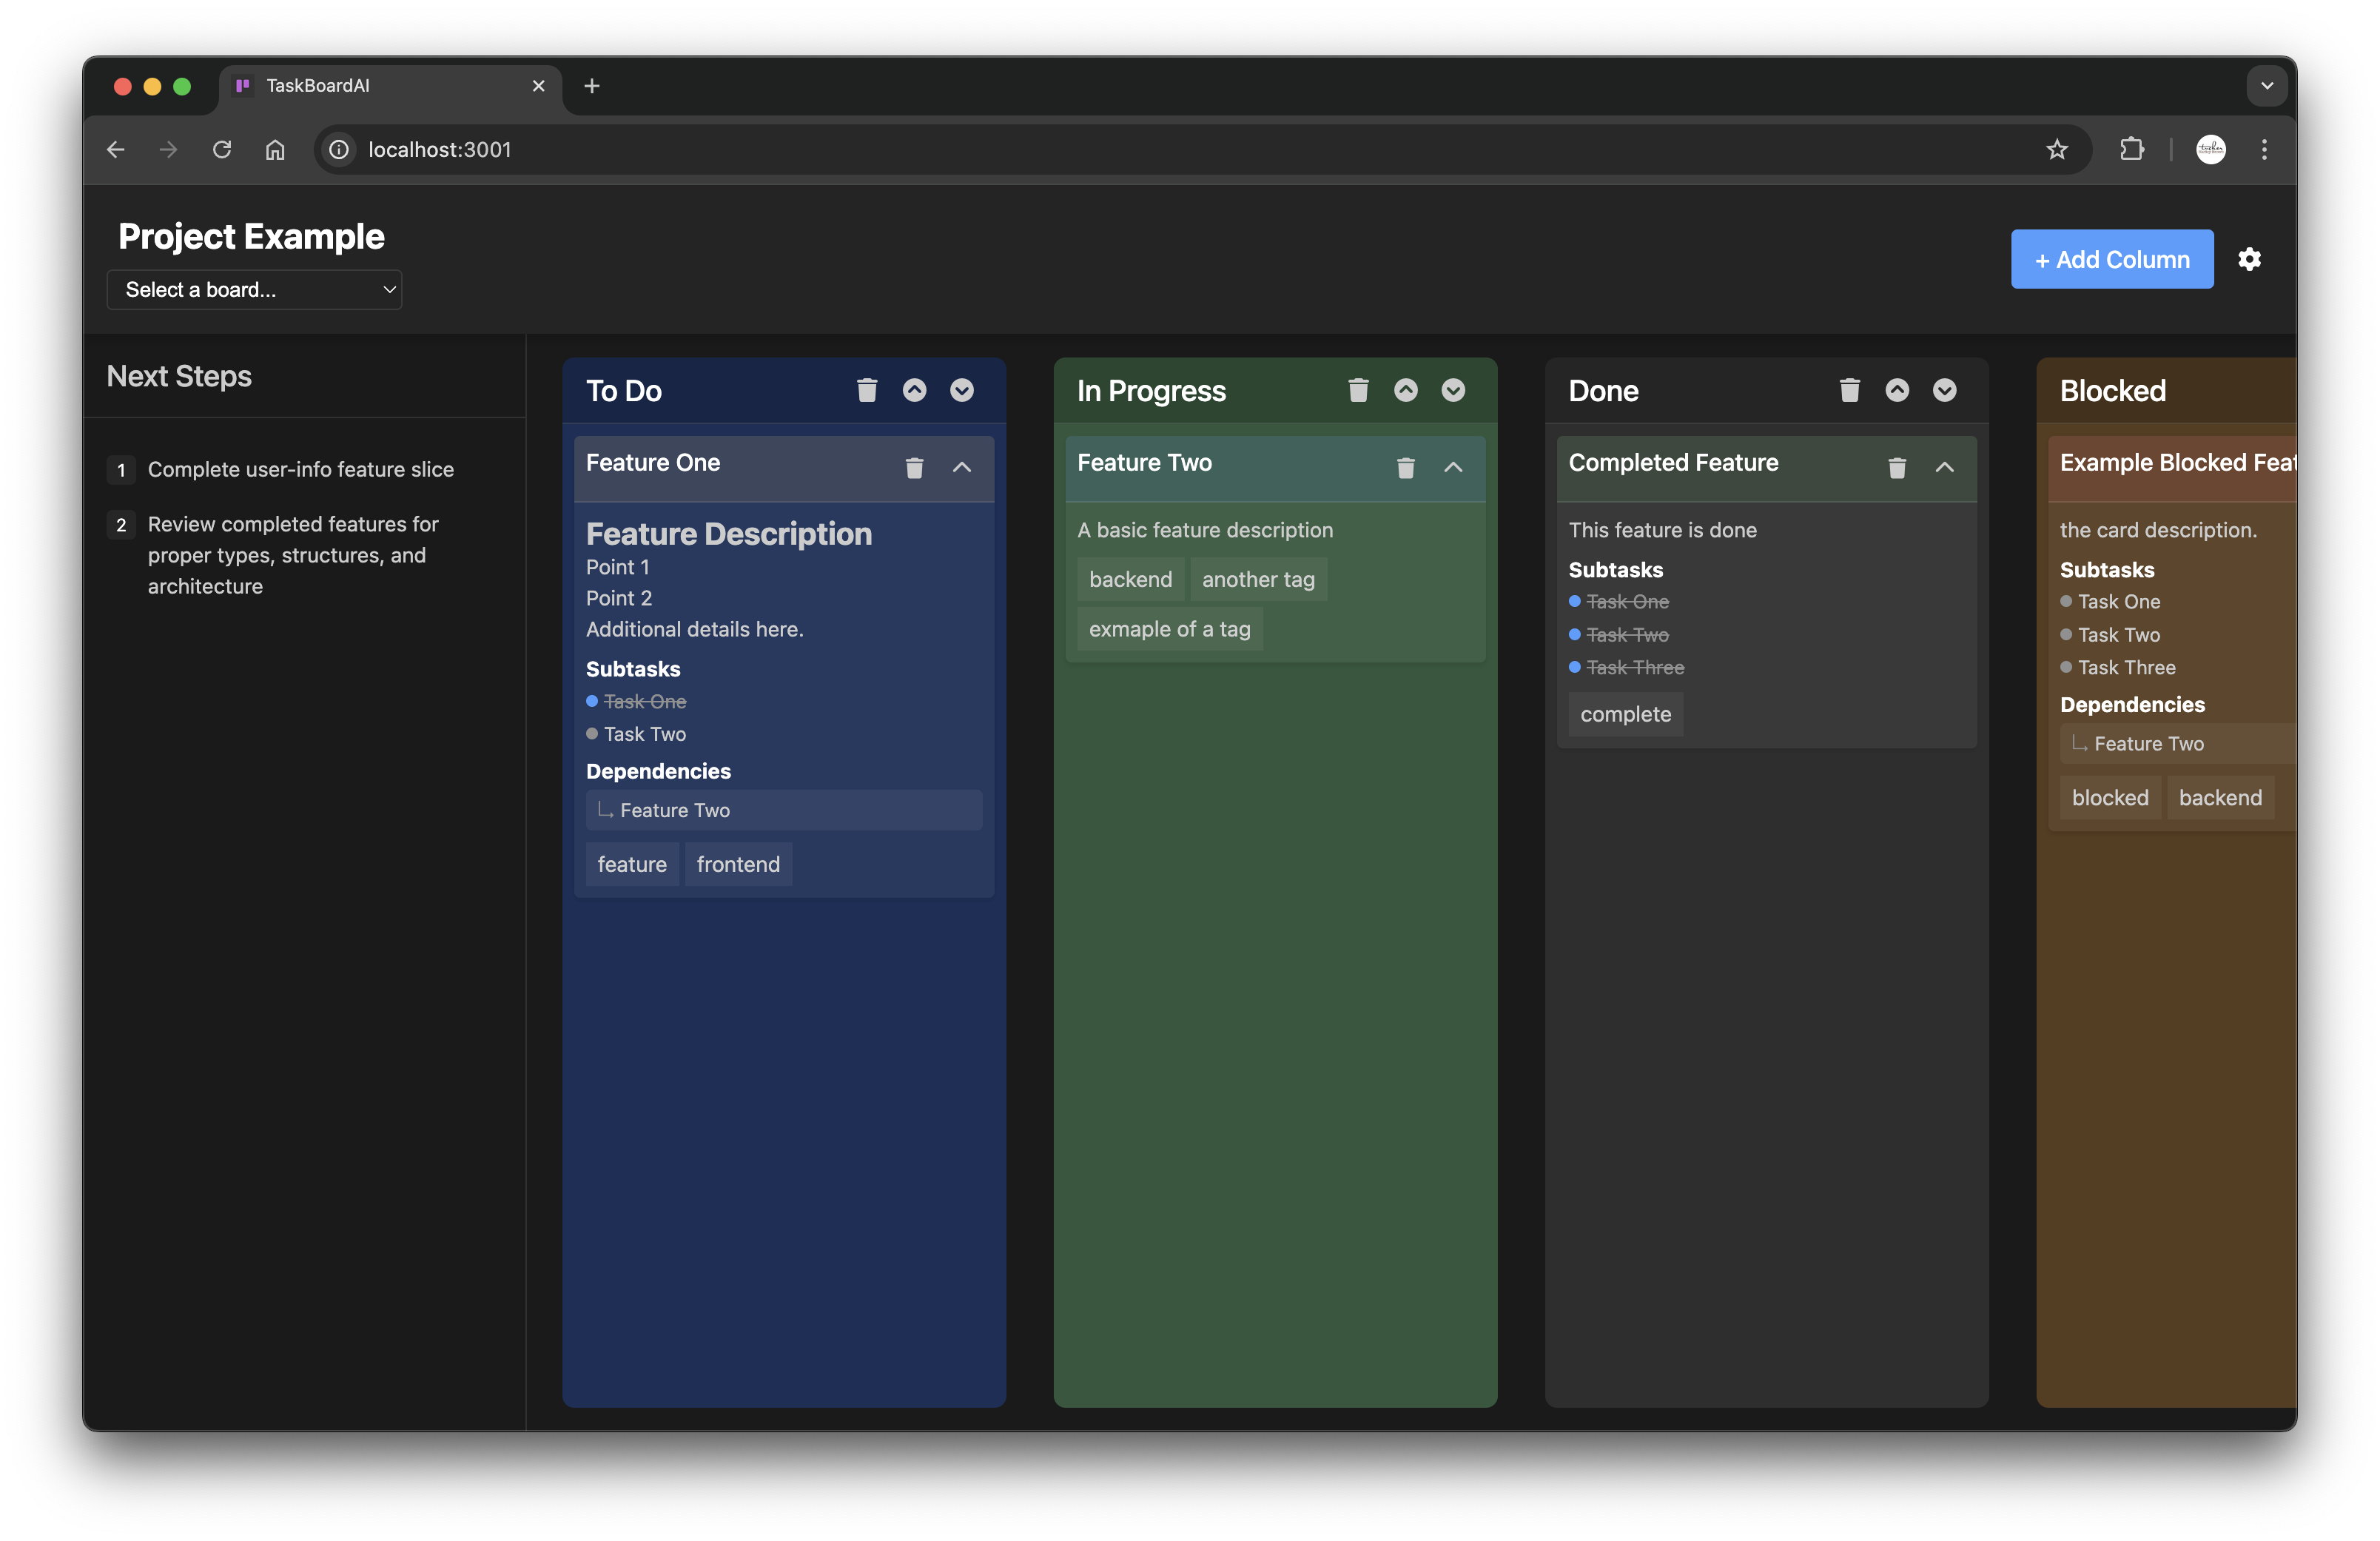 TaskBoardAI
localhost:3001
Project Example
Select a board...
+ Add Column
Next Steps
1 Complete user-info feature slice
2 Review completed features for
proper types, structures, and
architecture
To Do
Feature One
Feature Description
Point 1
Point 2
Additional details here.
Subtasks
Task One
Task Two
Dependencies
Feature Two
feature frontend
In Progress
Feature Two
A basic feature description
backend another tag
exmaple of a tag
Done
Completed Feature
This feature is done
Subtasks
Task One
Task Two
Task Three
complete
Blocked
Example Blocked Feat
the card description.
Subtasks
Task One
Task Two
Task Three
Dependencies
Feature Two
blocked backend